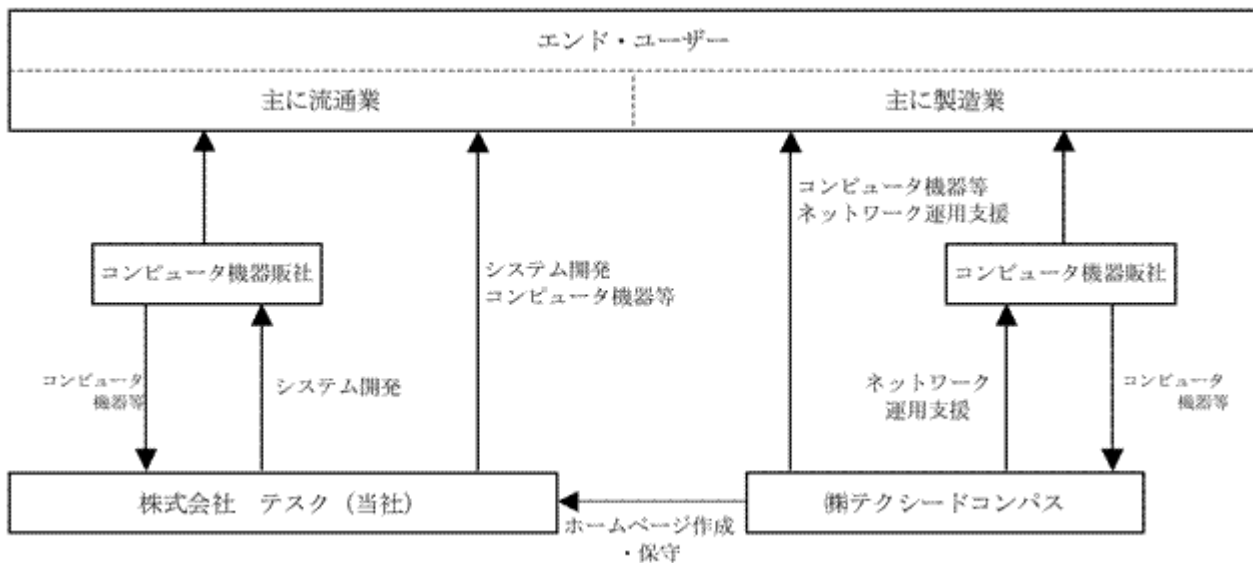 エンド・ユーザー
主に流通業
主に製造業
コンピュータ機器等
ネットワーク運用支援
コンピュータ機器販社
コンピュータ機器販社
システム開発
コンピュータ機器等
コンピュータ
機器等
システム開発
ネットワーク
運用支援
コンピュータ
機器等
株式会社　テスク（当社）
㈱テクシードコンパス
ホームページ作成
・保守